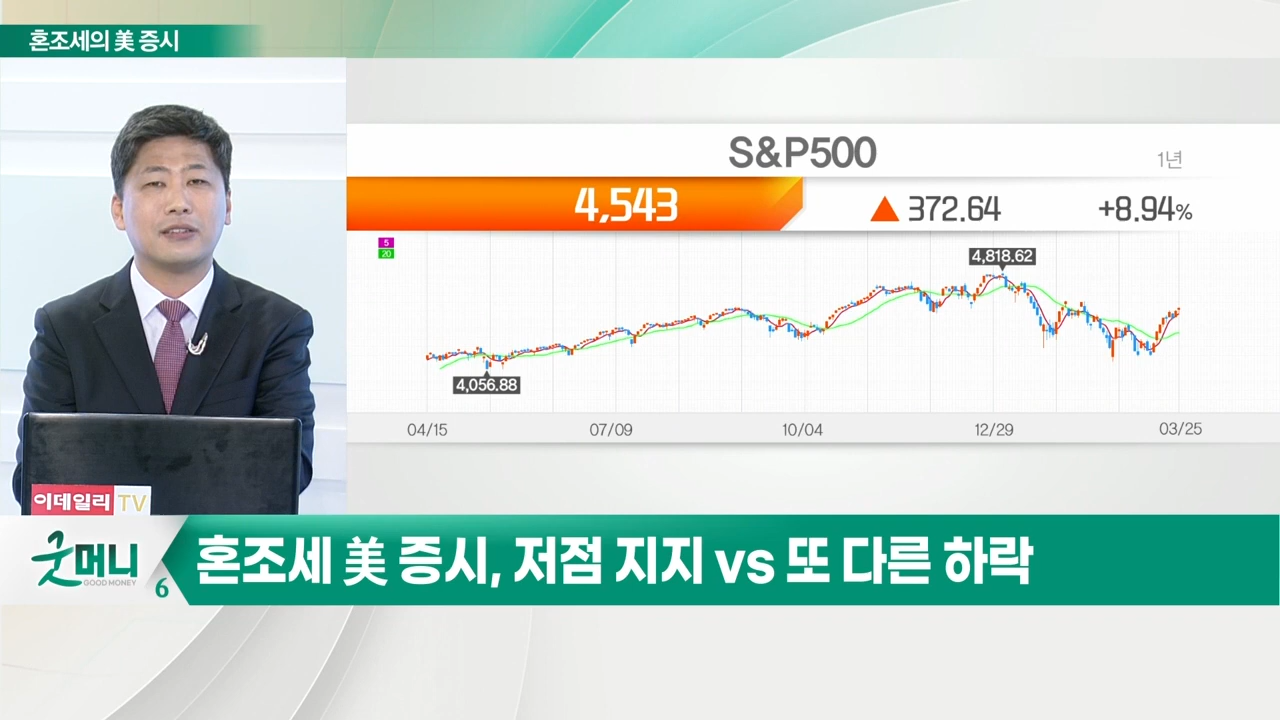 혼조세의 美 증시
S&P500
1년
4,543
▲ 372.64
+8.94%
5
20
4,818.62
4,056.88
04/15
07/09
10/04
12/29
03/25
이데일리 TV
굿머니
GOOD MONEY
6
혼조세 美 증시, 저점 지지 vs 또 다른 하락